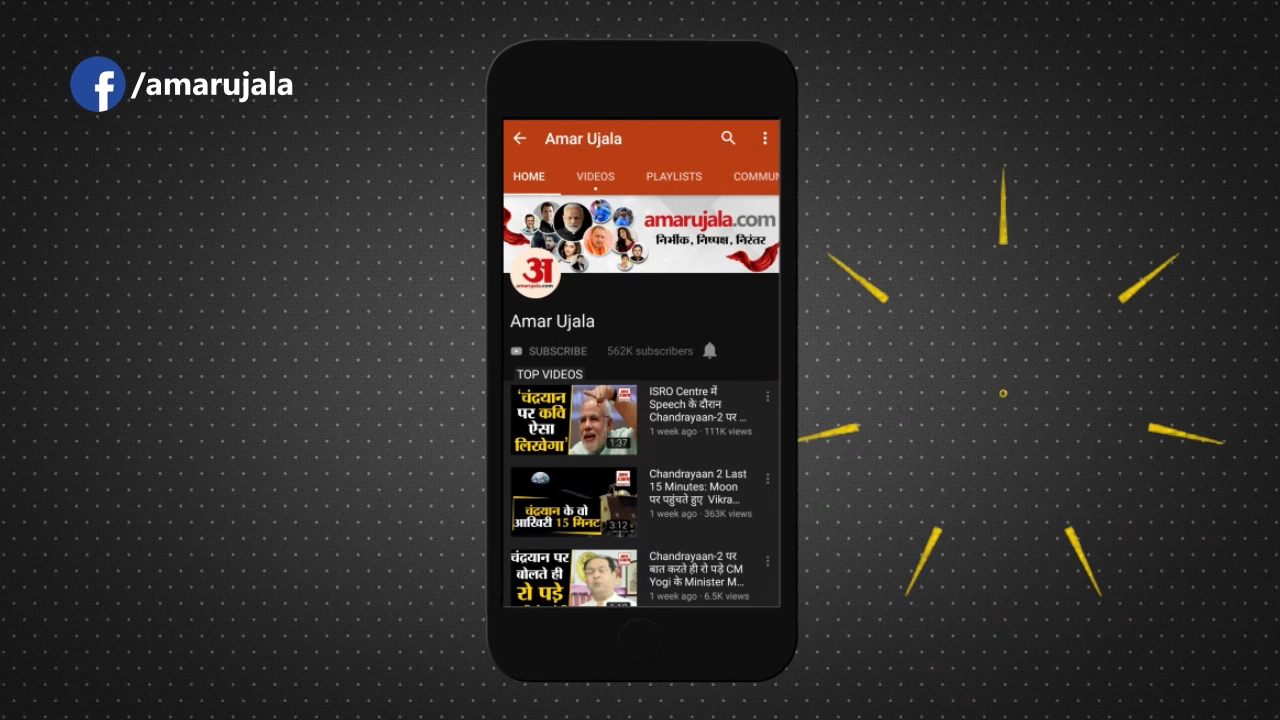 /amarujala
Amar Ujala
HOME VIDEOS PLAYLISTS COMMUN
amarujala.com
निर्भीक, निष्पक्ष, निरंतर
अ
amarujala.com
Amar Ujala
SUBSCRIBE 562K subscribers
TOP VIDEOS
'चंद्रयान
पर कवि
ऐसा
लिखेगा'
1:37
ISRO Centre में
Speech के दौरान
Chandrayaan-2 पर ...
1 week ago · 111K views
चंद्रयान के वो
आखिरी 15 मिनट
3:12
Chandrayaan 2 Last
15 Minutes: Moon
पर पहुंचते हुए Vikra...
1 week ago · 363K views
चंद्रयान पर
बोलते ही
रो पड़े
Chandrayaan-2 पर
बात करते ही रो पड़े CM
Yogi के Minister M...
1 week ago · 6.5K views